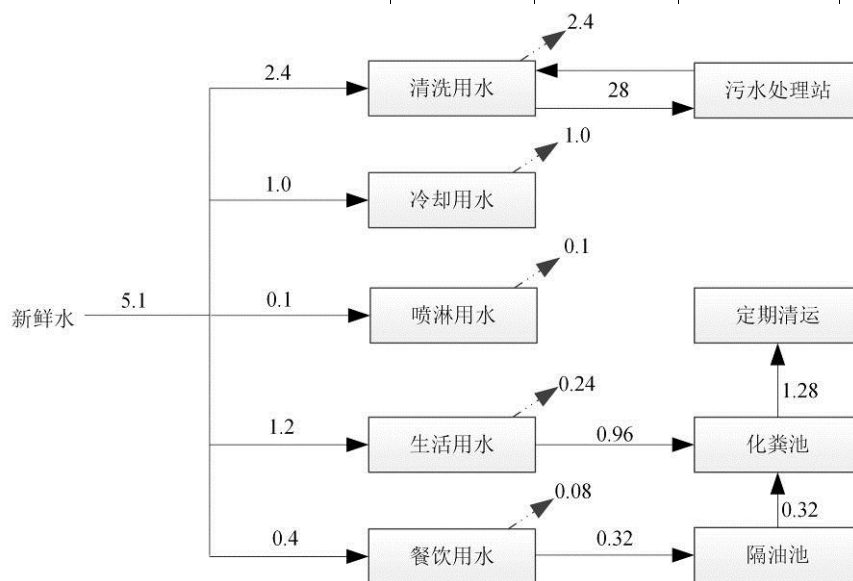 2.4
2.4
清洗用水
28
污水处理站
1.0
1.0
冷却用水
0.1
新鲜水
5.1
0.1
喷淋用水
定期清运
0.24
1.28
1.2
生活用水
0.96
化粪池
0.08
0.32
0.4
餐饮用水
0.32
隔油池